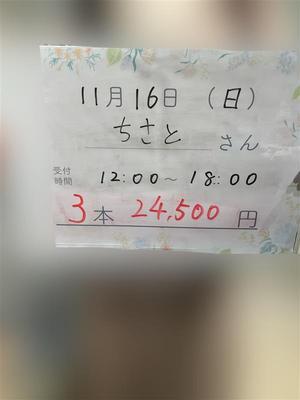 11月16日（日）
ちさと さん
受付
時間 12:00～18:00
3本 24,500円